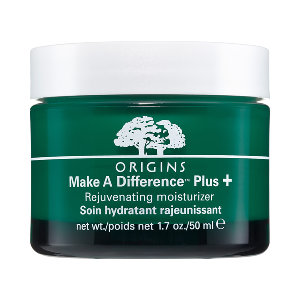 ORIGINS
Make A Difference™ Plus +
Rejuvenating moisturizer
Soin hydratant rajeunissant
net wt./poids net 1.7 oz./50 ml ℮